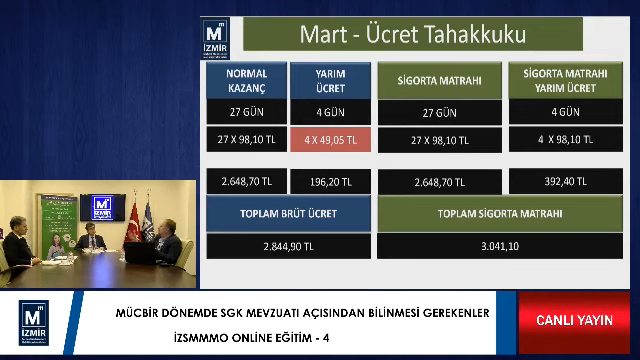 M
İZMİR
Mart - Ücret Tahakkuku
NORMAL KAZANÇ
YARIM ÜCRET
SİGORTA MATRAHI
SİGORTA MATRAHI YARIM ÜCRET
27 GÜN
4 GÜN
27 GÜN
4 GÜN
27 X 98,10 TL
4 X 49,05 TL
27 X 98,10 TL
4 X 98,10 TL
2.648,70 TL
196,20 TL
2.648,70 TL
392,40 TL
TOPLAM BRÜT ÜCRET
TOPLAM SİGORTA MATRAHI
2.844,90 TL
3.041,10
M
İZMİR
M
İZMİR
MÜCBİR DÖNEMDE SGK MEVZUATI AÇISINDAN BİLİNMESİ GEREKENLER
İZSMMMO ONLINE EĞİTİM - 4
CANLI YAYIN